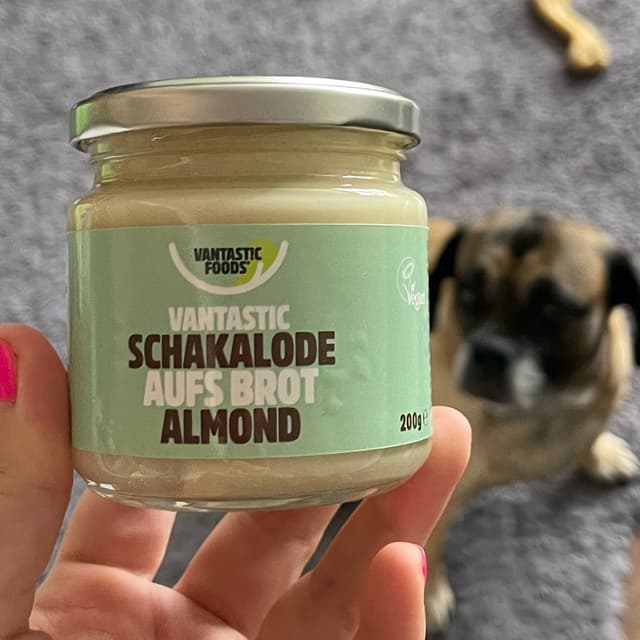 VANTASTIC
FOODS
VANTASTIC
SCHAKALODE
AUFS BROT
ALMOND
Vegan
200g e